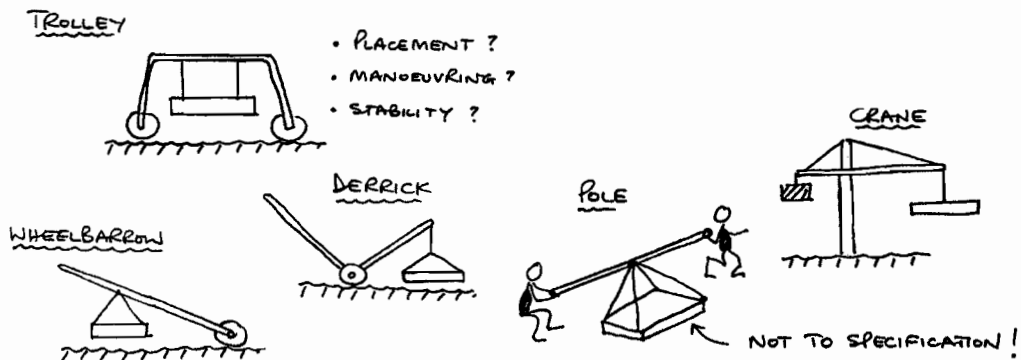 TROLLEY
• PLACEMENT ?
• MANOEUVRING ?
• STABILITY ?
CRANE
DERRICK
POLE
WHEELBARROW
NOT TO SPECIFICATION !